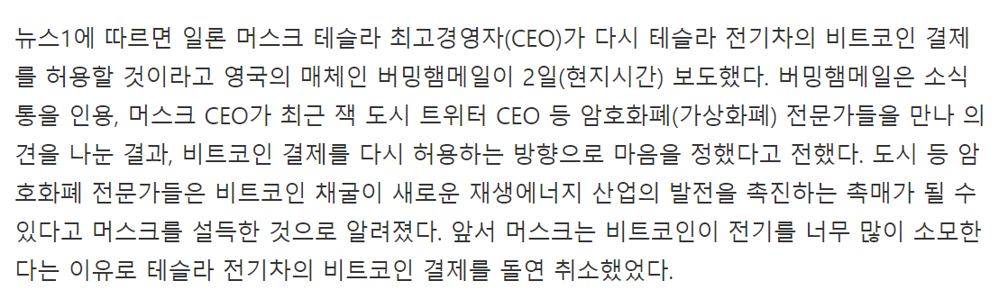 뉴스1에 따르면 일론 머스크 테슬라 최고경영자(CEO)가 다시 테슬라 전기차의 비트코인 결제
를 허용할 것이라고 영국의 매체인 버밍햄메일이 2일(현지시간) 보도했다. 버밍햄메일은 소식
통을 인용, 머스크 CEO가 최근 잭 도시 트위터 CEO 등 암호화폐(가상화폐) 전문가들을 만나 의
견을 나눈 결과, 비트코인 결제를 다시 허용하는 방향으로 마음을 정했다고 전했다. 도시 등 암
호화폐 전문가들은 비트코인 채굴이 새로운 재생에너지 산업의 발전을 촉진하는 촉매가 될 수
있다고 머스크를 설득한 것으로 알려졌다. 앞서 머스크는 비트코인이 전기를 너무 많이 소모한
다는 이유로 테슬라 전기차의 비트코인 결제를 돌연 취소했었다.